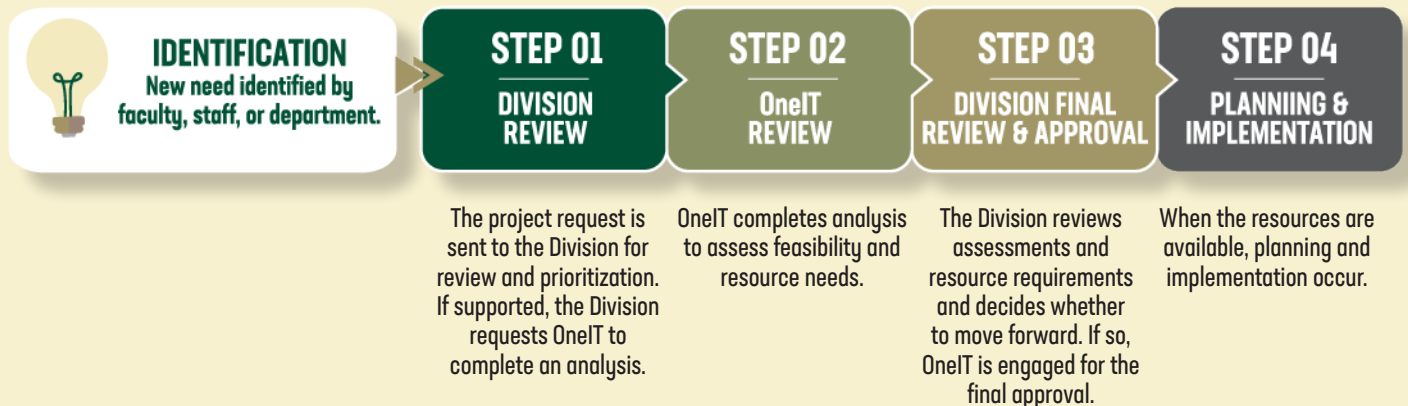 IDENTIFICATION
New need identified by
faculty, staff, or department.
STEP 01
DIVISION
REVIEW
The project request is
sent to the Division for
review and prioritization.
If supported, the Division
requests OneIT to
complete an analysis.
STEP 02
OneIT
REVIEW
OneIT completes analysis
to assess feasibility and
resource needs.
STEP 03
DIVISION FINAL
REVIEW & APPROVAL
The Division reviews
assessments and
resource requirements
and decides whether
to move forward. If so,
OneIT is engaged for the
final approval.
STEP 04
PLANNIING &
IMPLEMENTATION
When the resources are
available, planning and
implementation occur.